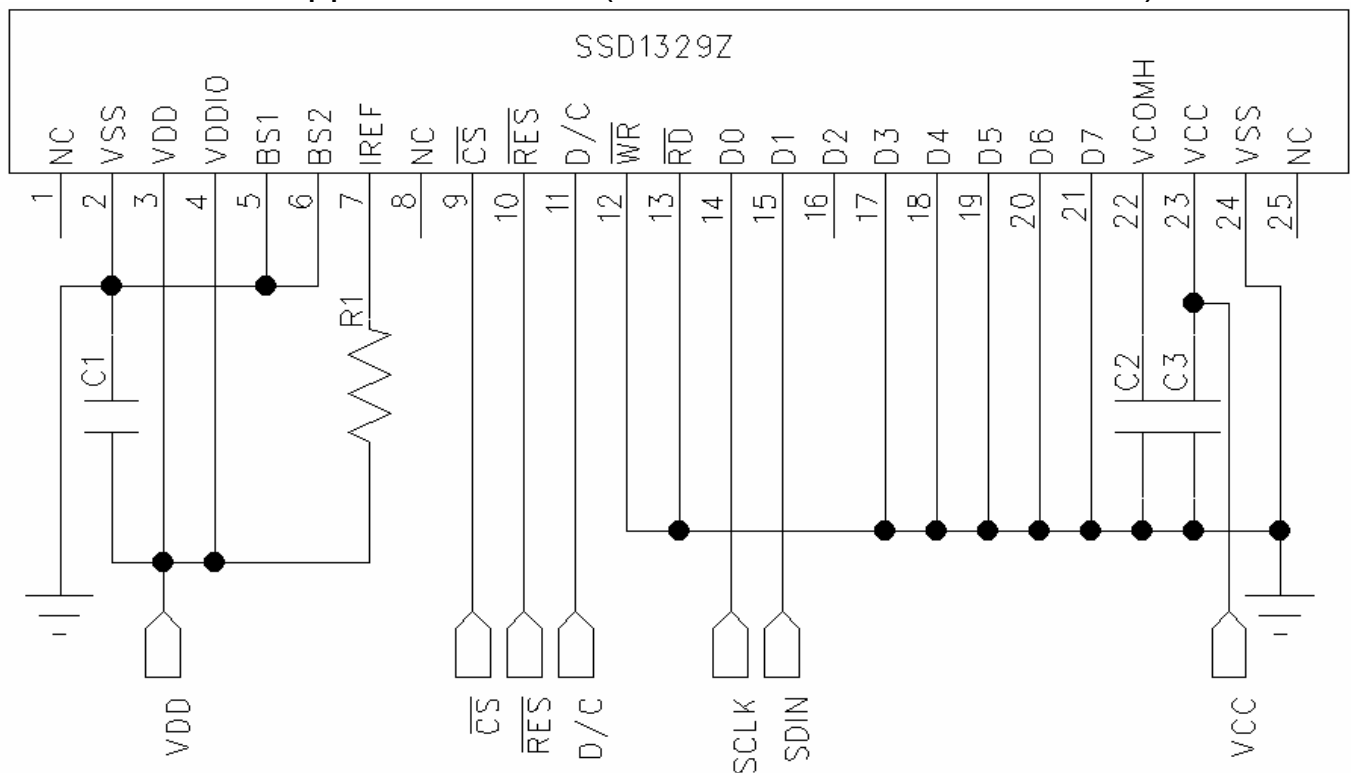 SSD1329Z
NC
VSS
VDD
VDDIO
BS1
BS2
IREF
NC
CS
RES
D/C
WR
RD
D0
D1
D2
D3
D4
D5
D6
D7
VCOMH
VCC
VSS
NC
1
2
3
4
5
6
7
8
9
10
11
12
13
14
15
16
17
18
19
20
21
22
23
24
25
C1
R1
C2
C3
VDD
CS
RES
D/C
SCLK
SDIN
VCC